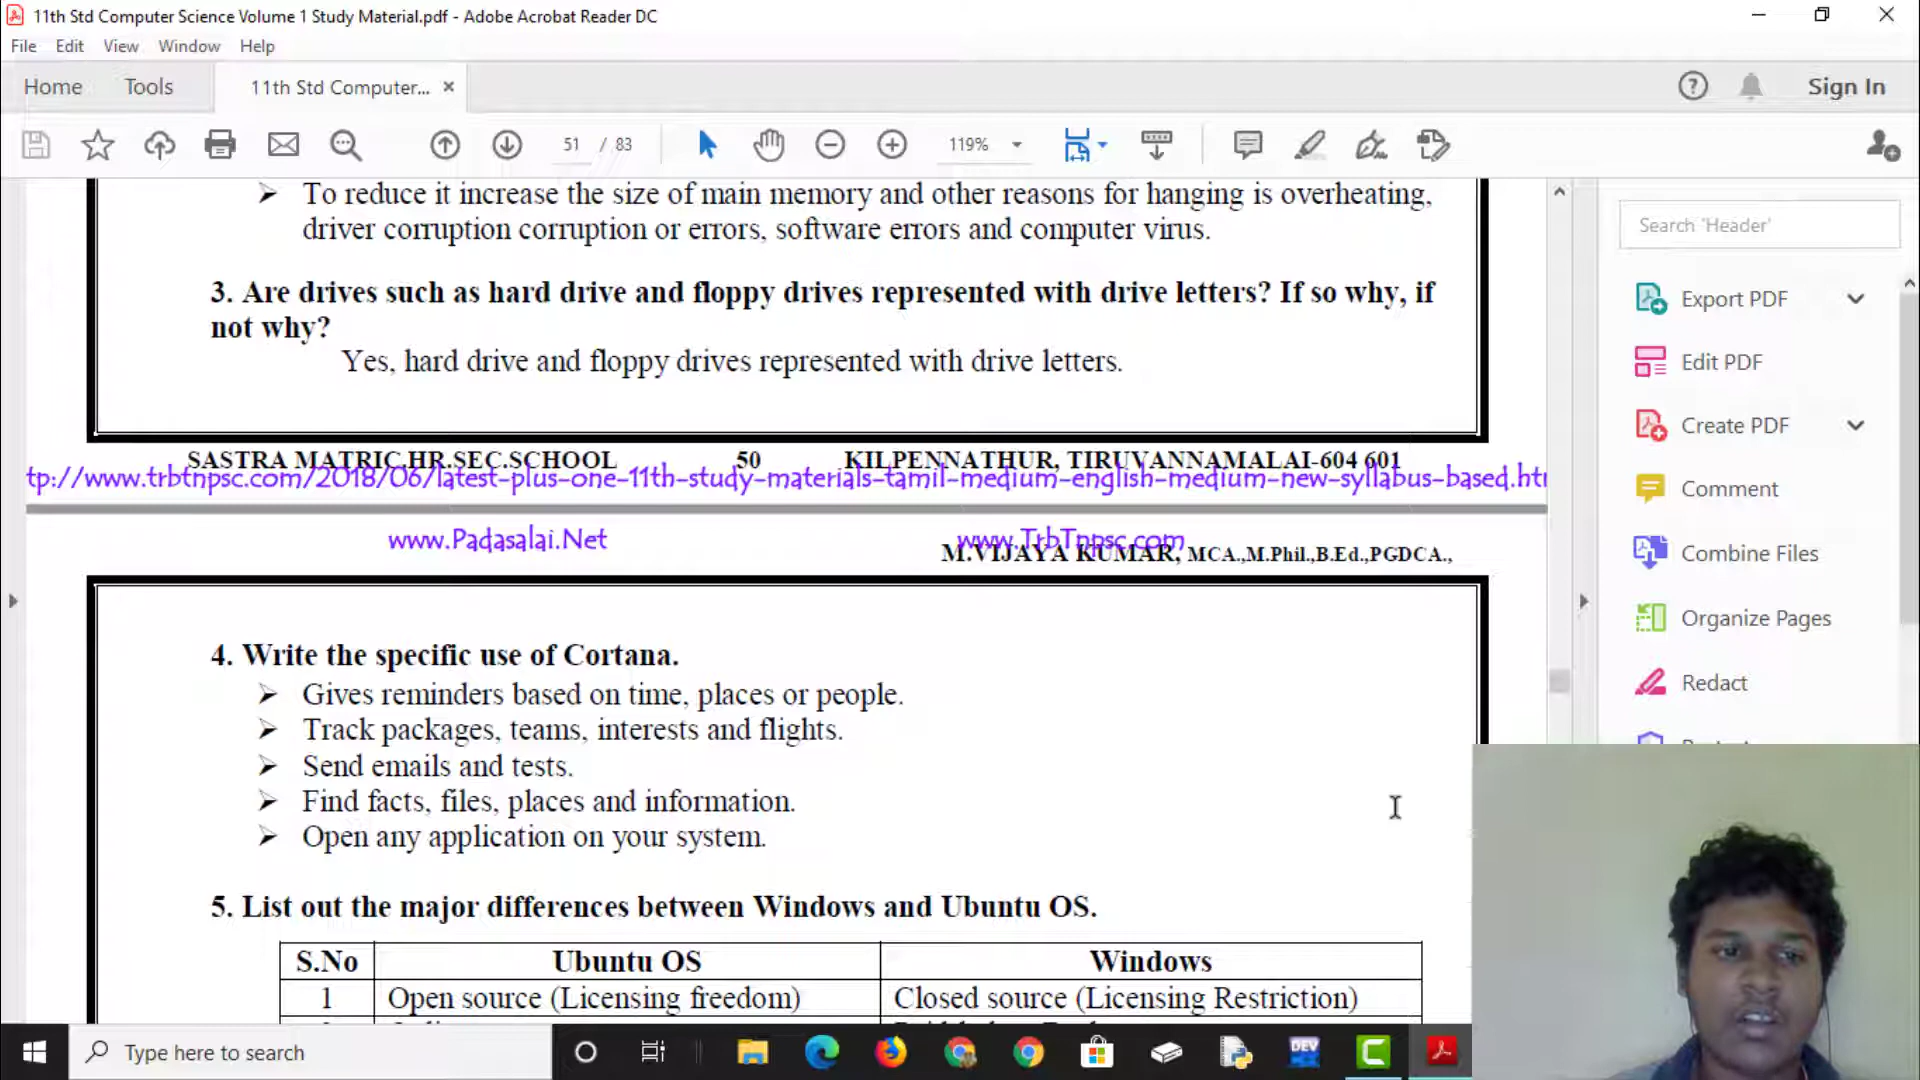 11th Std Computer Science Volume 1 Study Material.pdf - Adobe Acrobat Reader DC
File Edit View Window Help
Home Tools 11th Std Computer... × Sign In
51 / 83 119%
To reduce it increase the size of main memory and other reasons for hanging is overheating,
driver corruption corruption or errors, software errors and computer virus.
3. Are drives such as hard drive and floppy drives represented with drive letters? If so why, if
not why?
Yes, hard drive and floppy drives represented with drive letters.
SASTRA MATRIC.HR.SEC.SCHOOL 50 KILPENNATHUR, TIRUVANNAMALAI-604 601
tp://www.trbtnpsc.com/2018/06/latest-plus-one-11th-study-materials-tamil-medium-english-medium-new-syllabus-based.htm
www.Padasalai.Net www.TrbTnpsc.com
M.VIJAYA KUMAR, MCA.,M.Phil.,B.Ed.,PGDCA.,
4. Write the specific use of Cortana.
Gives reminders based on time, places or people.
Track packages, teams, interests and flights.
Send emails and tests.
Find facts, files, places and information.
Open any application on your system.
5. List out the major differences between Windows and Ubuntu OS.
S.No Ubuntu OS Windows
1 Open source (Licensing freedom) Closed source (Licensing Restriction)
Search 'Header'
Export PDF
Edit PDF
Create PDF
Comment
Combine Files
Organize Pages
Redact
Type here to search
DEV